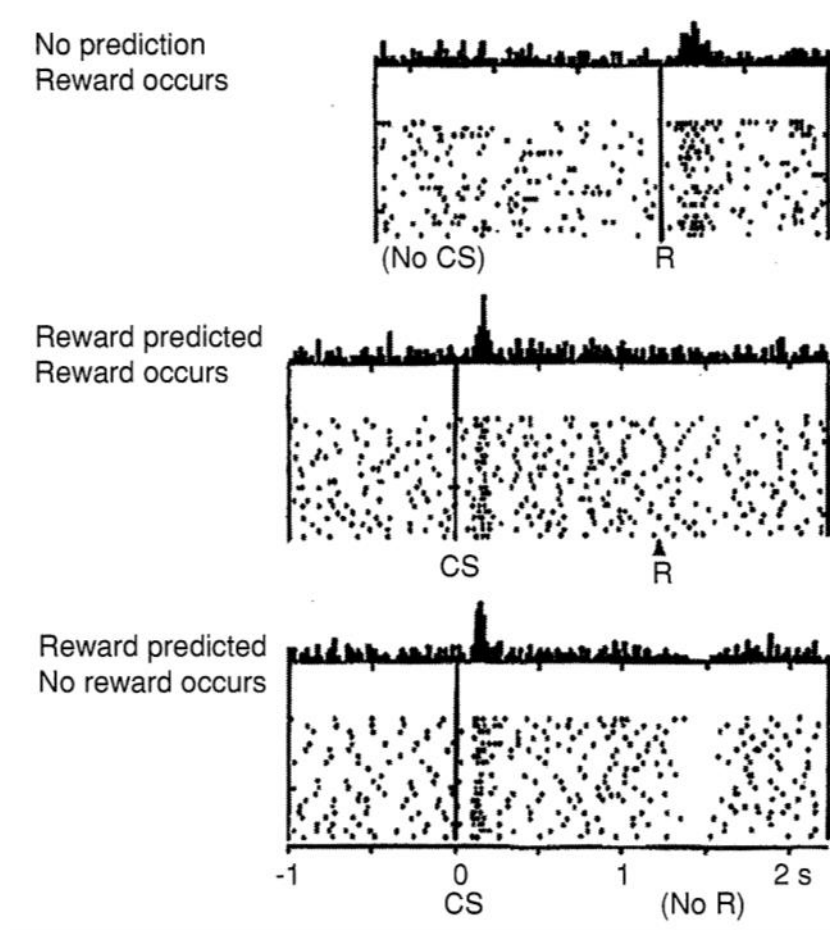 No prediction
Reward occurs
(No CS)
R
Reward predicted
Reward occurs
CS
R
Reward predicted
No reward occurs
-1
0
1
2 s
CS
(No R)